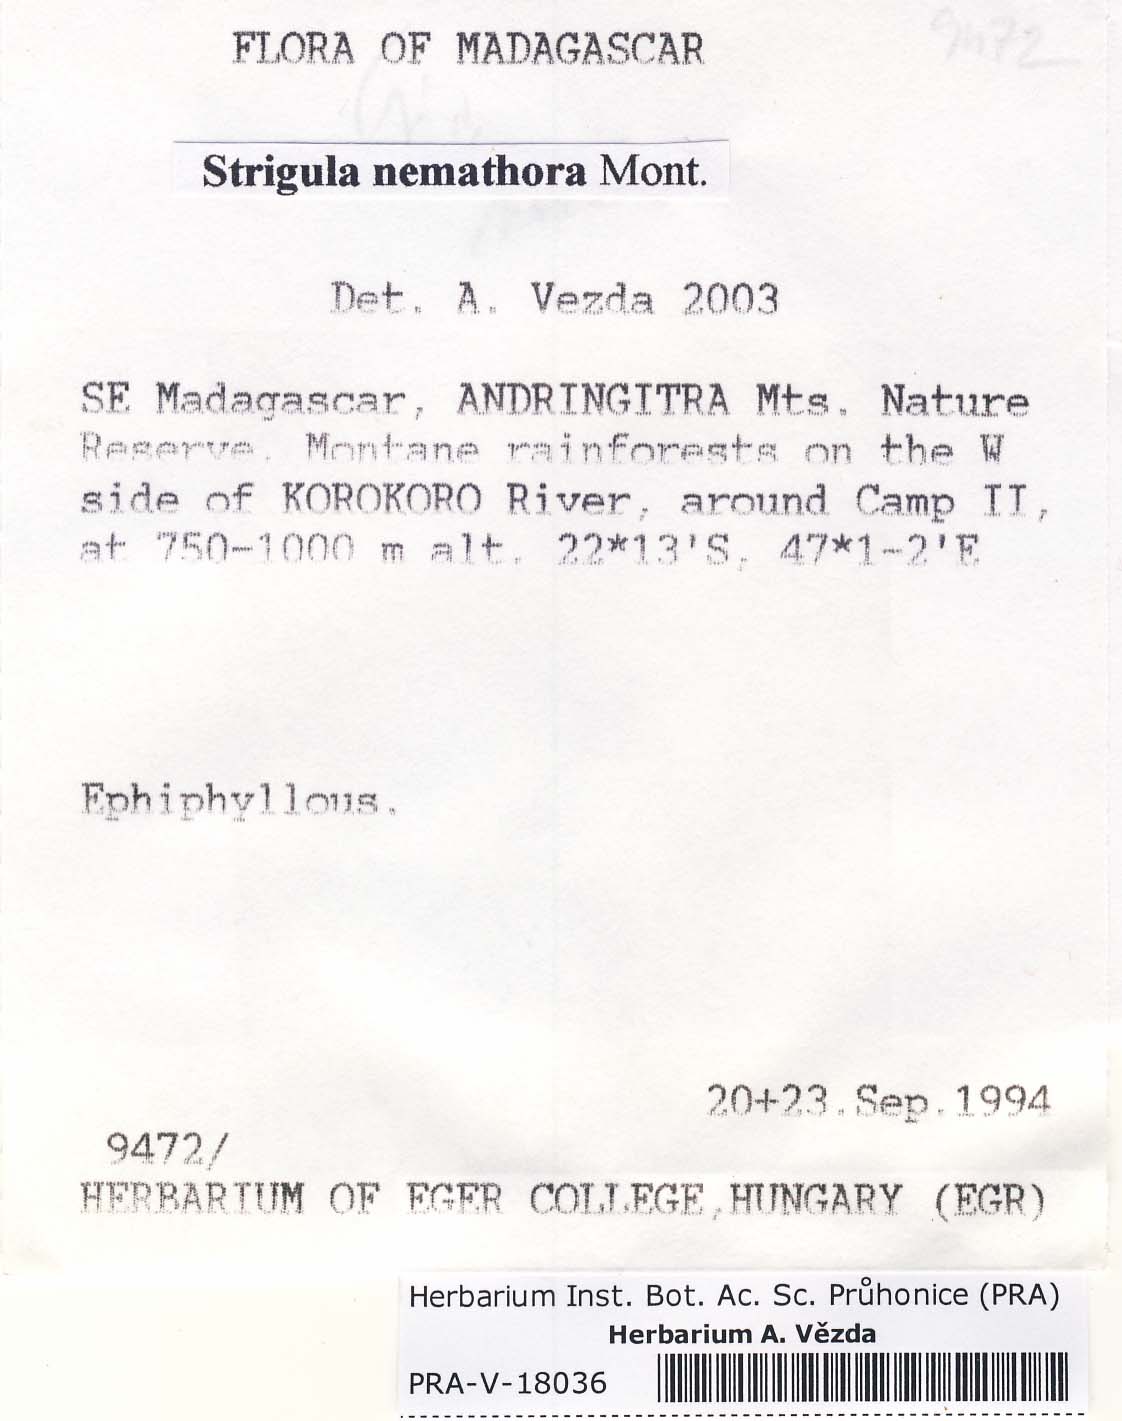 FLORA OF MADAGASCAR
9472
Strigula nemathora Mont.
Det. A. Vezda 2003
SE Madagascar, ANDRINGITRA Mts. Nature
Reserve. Montane rainforests on the W
side of KOROKORO River, around Camp II,
at 750-1000 m alt. 22*13'S, 47*1-2'E
Ephiphyllous.
20+23.Sep.1994
9472/
HERBARIUM OF EGER COLLEGE,HUNGARY (EGR)
Herbarium Inst. Bot. Ac. Sc. Průhonice (PRA)
Herbarium A. Vězda
PRA-V-18036